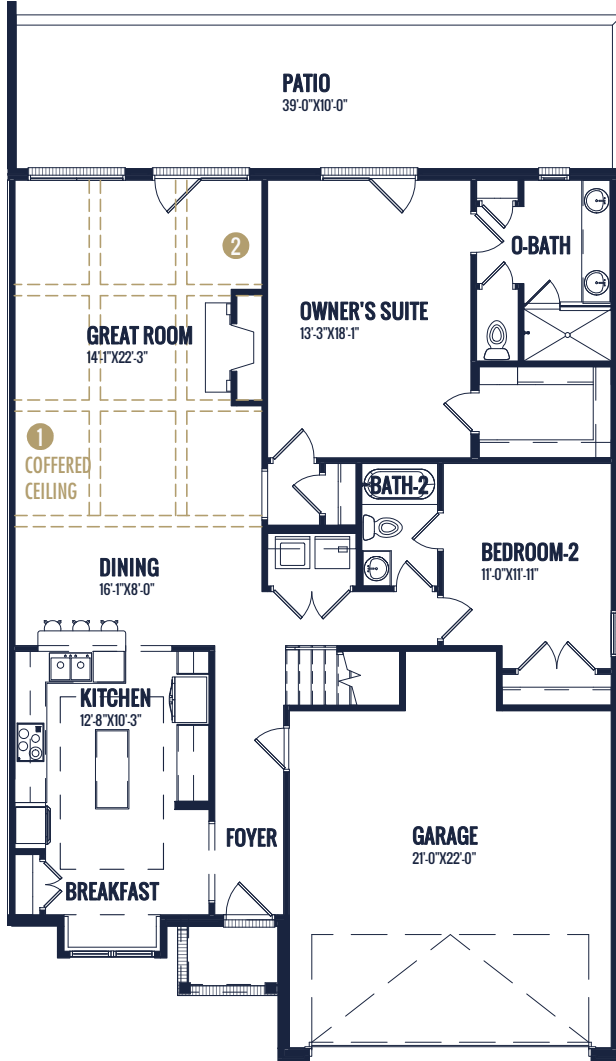 PATIO
39'-0"X10'-0"
2
O-BATH
OWNER'S SUITE
13'-3"X18'-1"
GREAT ROOM
14'-1"X22'-3"
1
COFFERED
CEILING
BATH-2
BEDROOM-2
11'-0"X11'-11"
DINING
16'-1"X8'-0"
KITCHEN
12'-8"X10'-3"
FOYER
GARAGE
21'-0"X22'-0"
BREAKFAST